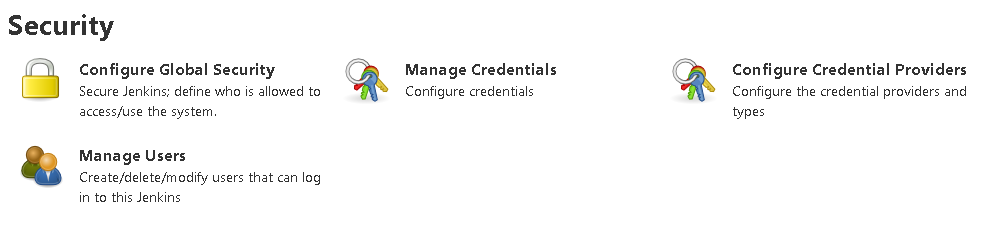 Security
Configure Global Security
Secure Jenkins; define who is allowed to
access/use the system.
Manage Credentials
Configure credentials
Configure Credential Providers
Configure the credential providers and
types
Manage Users
Create/delete/modify users that can log
in to this Jenkins